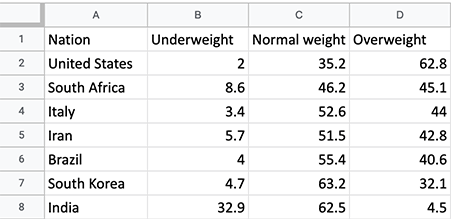 A B C D
1 Nation Underweight Normal weight Overweight
2 United States 2 35.2 62.8
3 South Africa 8.6 46.2 45.1
4 Italy 3.4 52.6 44
5 Iran 5.7 51.5 42.8
6 Brazil 4 55.4 40.6
7 South Korea 4.7 63.2 32.1
8 India 32.9 62.5 4.5